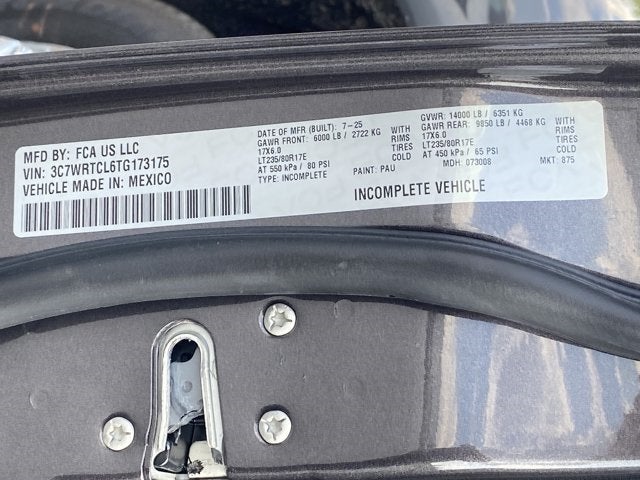 MFD BY: FCA US LLC
VIN: 3C7WRTCL6TG173175
VEHICLE MADE IN: MEXICO
DATE OF MFR (BUILT): 7-25
GAWR FRONT: 6000 LB / 2722 KG WITH
17X6.0 RIMS
LT235/80R17E TIRES
AT 550 kPa / 80 PSI COLD
TYPE: INCOMPLETE PAINT: PAU
GVWR: 14000 LB / 6351 KG
GAWR REAR: 9850 LB / 4468 KG WITH
17X6.0 RIMS
LT235/80R17E TIRES
AT 450 kPa / 65 PSI COLD
MDH: 073008 MKT: 875
INCOMPLETE VEHICLE